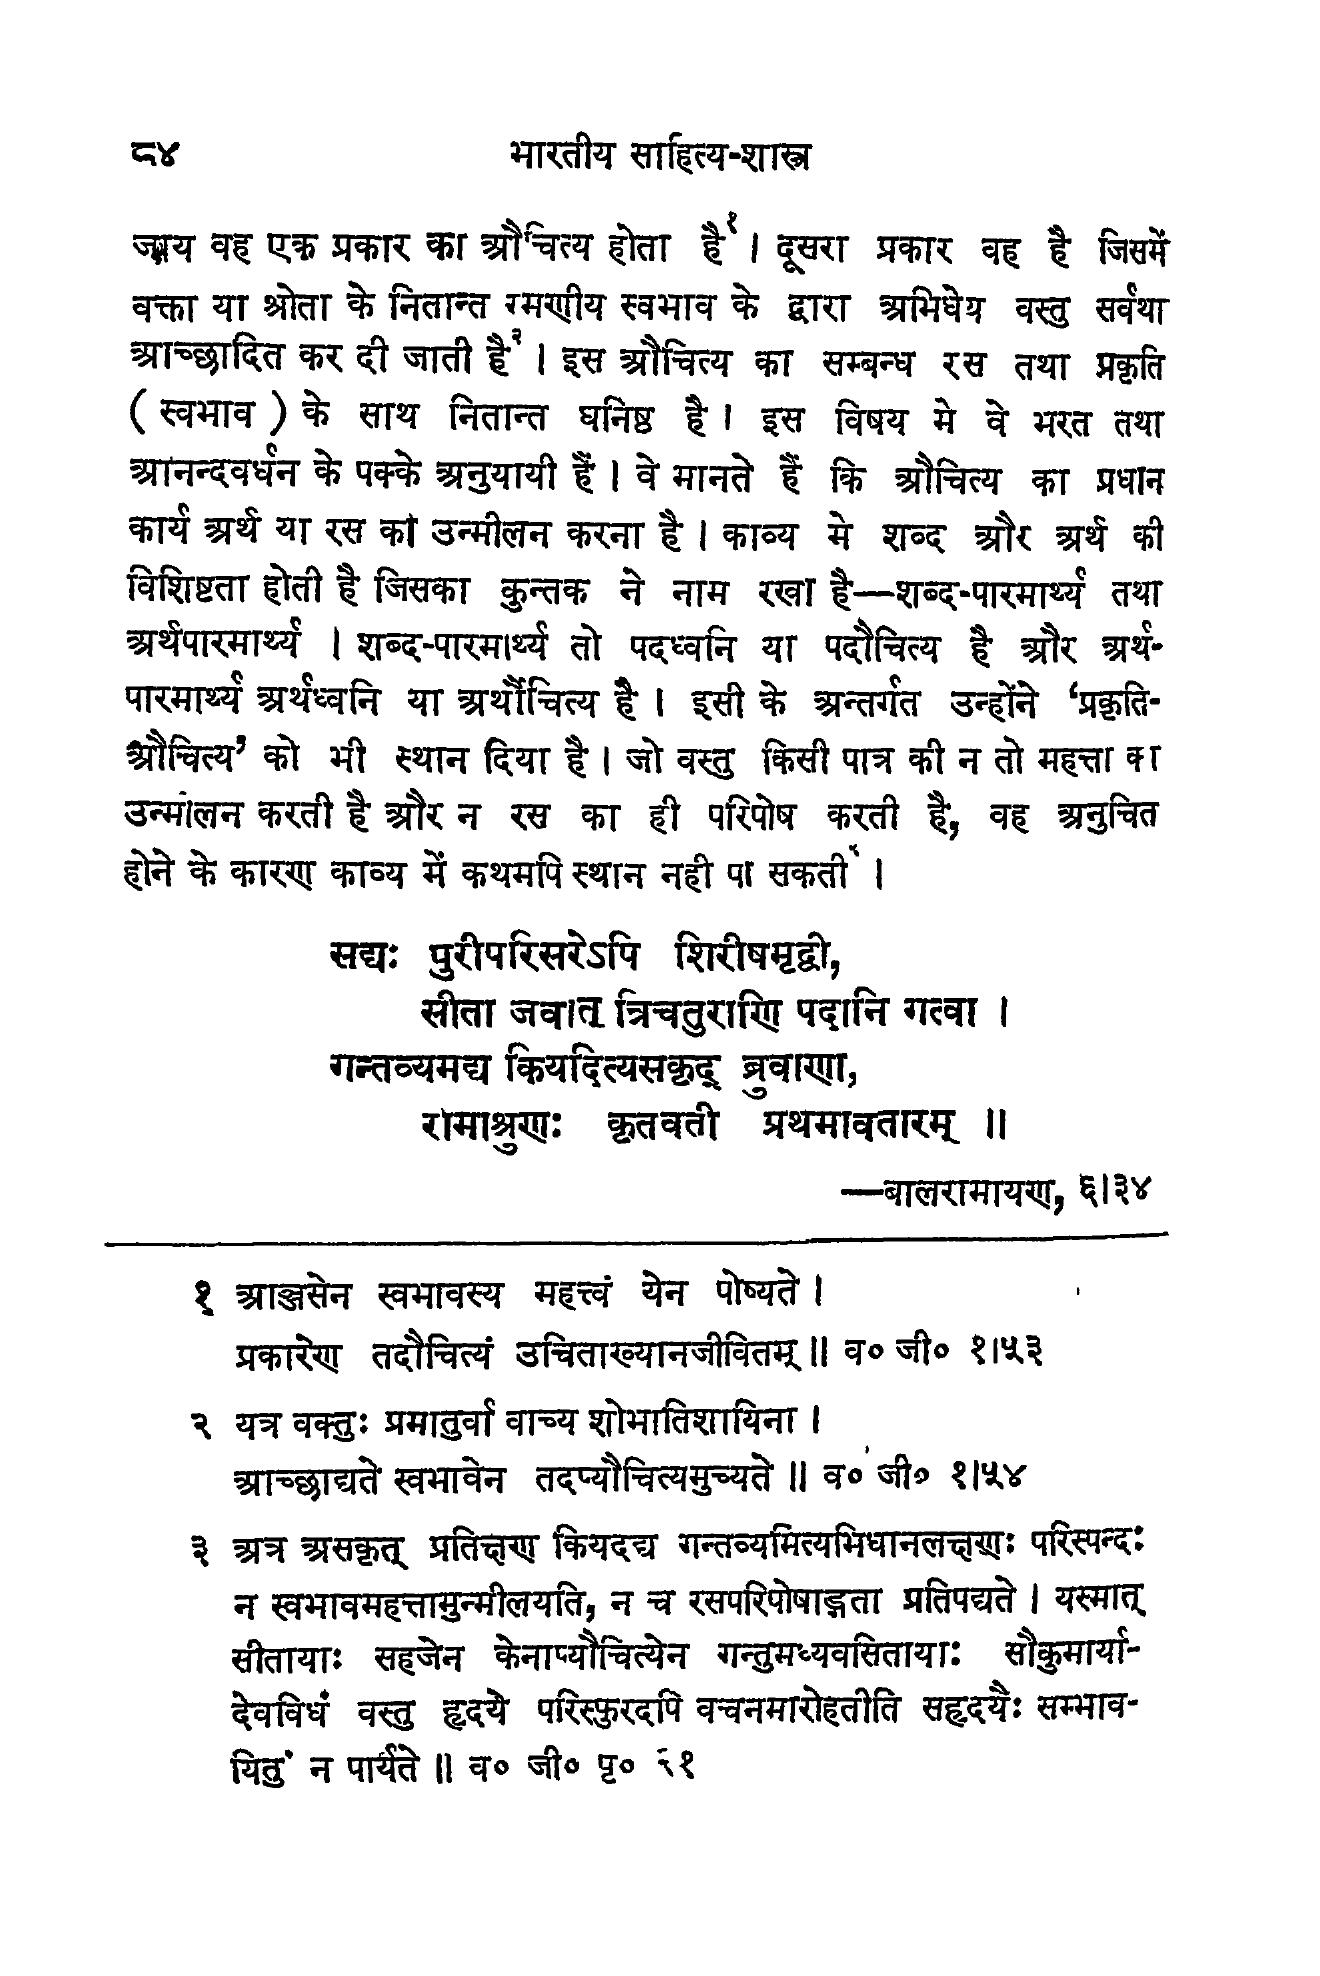 ८४ भारतीय साहित्य-शास्त्र
जाय वह एक प्रकार का औचित्य होता है१ । दूसरा प्रकार वह है जिसमें
वक्ता या श्रोता के नितान्त रमणीय स्वभाव के द्वारा अभिधेय वस्तु सर्वथा
आच्छादित कर दी जाती है२ । इस औचित्य का सम्बन्ध रस तथा प्रकृति
( स्वभाव ) के साथ नितान्त घनिष्ठ है । इस विषय मे वे भरत तथा
आनन्दवर्धन के पक्के अनुयायी हैं । वे मानते हैं कि औचित्य का प्रधान
कार्य अर्थ या रस का उन्मीलन करना है । काव्य मे शब्द और अर्थ की
विशिष्टता होती है जिसका कुन्तक ने नाम रखा है—शब्द-पारमार्थ्य तथा
अर्थपारमार्थ्य । शब्द-पारमार्थ्य तो पदध्वनि या पदौचित्य है और अर्थ-
पारमार्थ्य अर्थध्वनि या अर्थौचित्य है । इसी के अन्तर्गत उन्होंने ‘प्रकृति-
औचित्य’ को भी स्थान दिया है । जो वस्तु किसी पात्र की न तो महत्ता का
उन्मीलन करती है और न रस का ही परिपोष करती है, वह अनुचित
होने के कारण काव्य में कथमपि स्थान नही पा सकती ।
सद्यः पुरीपरिसरेऽपि शिरीषमृद्वी,
सीता जवात् त्रिचतुराणि पदानि गत्वा ।
गन्तव्यमद्य कियदित्यसकृद् ब्रुवाणा,
रामाश्रुणः कृतवती प्रथमावतारम् ॥
—बालरामायण, ६।३४
१ आञ्जसेन स्वभावस्य महत्त्वं येन पोष्यते ।
प्रकारेण तदौचित्यं उचिताख्यानजीवितम् ॥ व० जी० १।५३
२ यत्र वक्तुः प्रमातुर्वा वाच्य शोभातिशायिना ।
आच्छाद्यते स्वभावेन तदप्यौचित्यमुच्यते ॥ व० जी० १।५४
३ अत्र असकृत् प्रतिक्षण कियदद्य गन्तव्यमित्यभिधानलक्षणः परिस्पन्दः
न स्वभावमहत्तामुन्मीलयति, न च रसपरिपोषाङ्गता प्रतिपद्यते । यस्मात्
सीतायाः सहजेन केनाप्यौचित्येन गन्तुमध्यवसितायाः सौकुमार्या-
देवविधं वस्तु हृदये परिस्फुरदपि वचनमारोहतीति सहृदयैः सम्भाव-
यितुं न पार्यते ॥ व० जी० पृ०